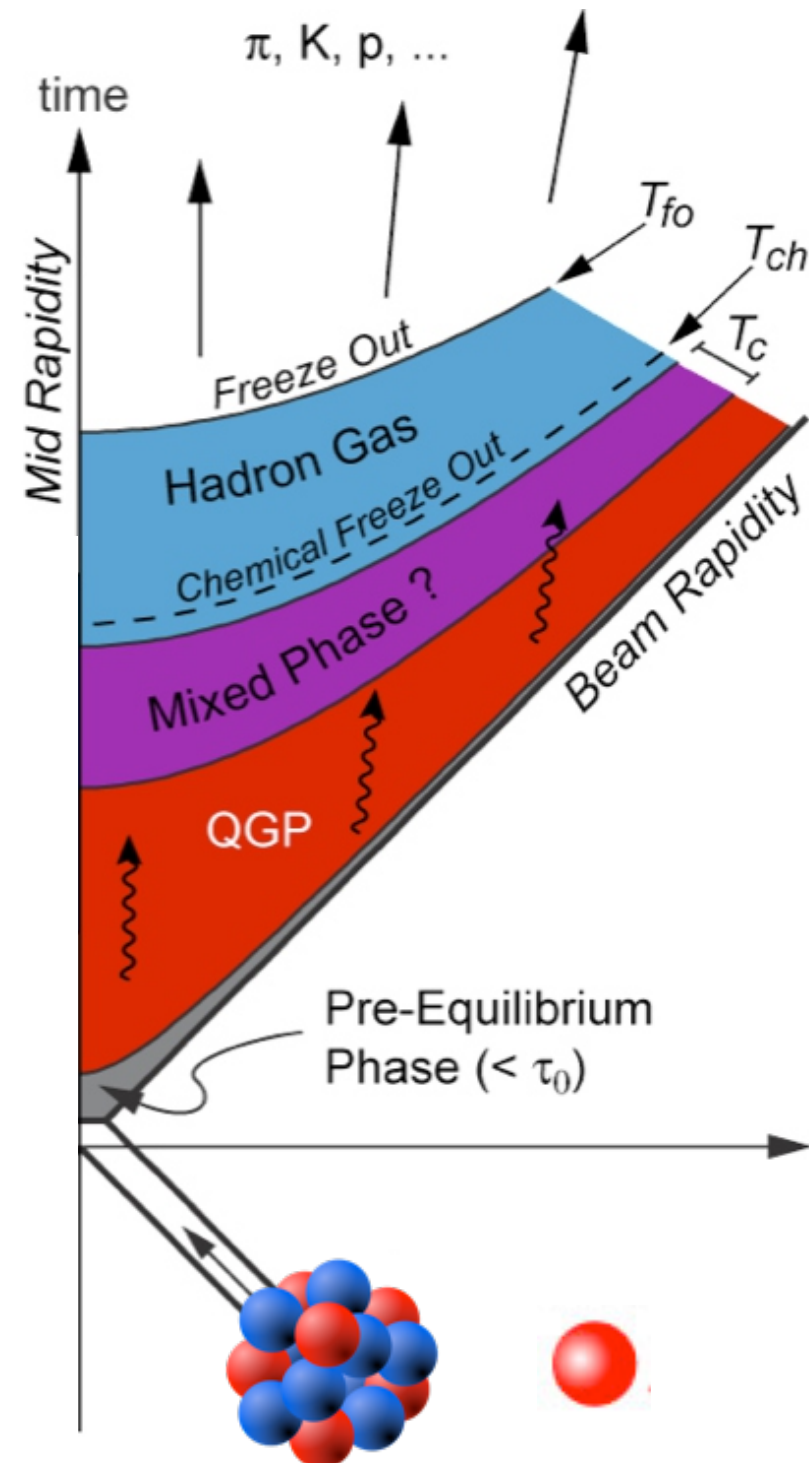 π, K, p, ...
time
T_fo
T_ch
T_c
Mid Rapidity
Freeze Out
Hadron Gas
Chemical Freeze Out
Mixed Phase ?
Beam Rapidity
QGP
Pre-Equilibrium
Phase (< τ₀)